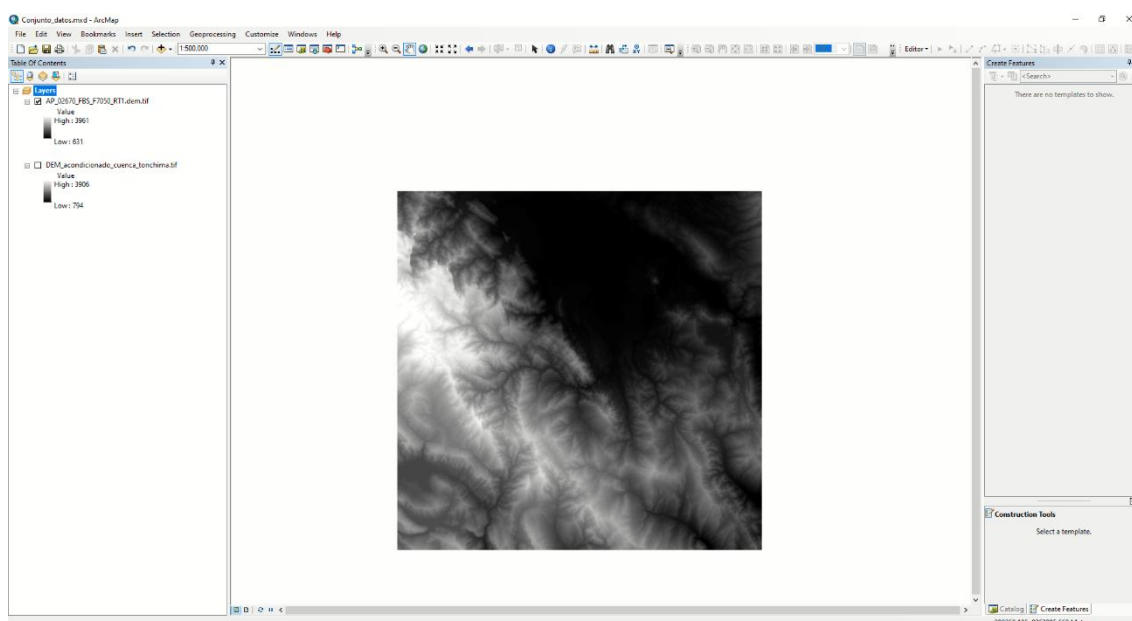 Conjunto_datos.mxd - ArcMap
File Edit View Bookmarks Insert Selection Geoprocessing Customize Windows Help
1:500,000
Editor
Table Of Contents
Layers
AP_02670_FBS_F7050_RT1.dem.tif
Value
High : 3961
Low : 631
DEM_acondicionado_cuenca_tonchima.tif
Value
High : 3906
Low : 794
Create Features
<Search>
There are no templates to show.
Construction Tools
Select a template.
Catalog Create Features